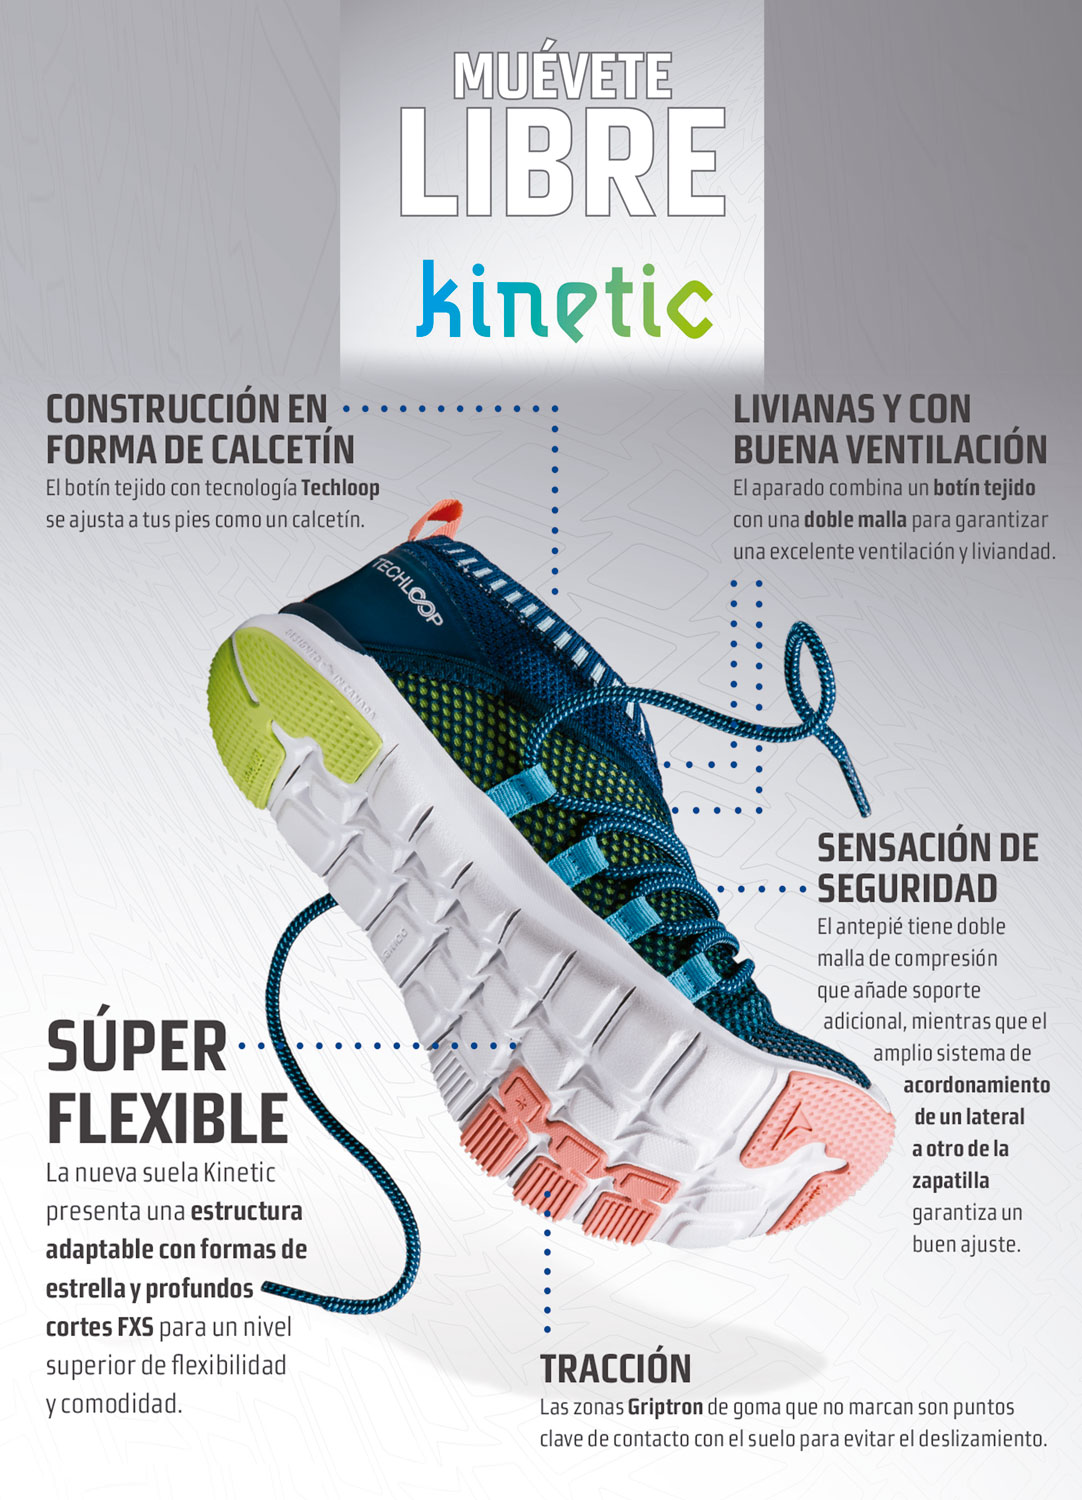 MUÉVETE
LIBRE
kinetic
CONSTRUCCIÓN EN
FORMA DE CALCETÍN
El botín tejido con tecnología Techloop
se ajusta a tus pies como un calcetín.
LIVIANAS Y CON
BUENA VENTILACIÓN
El aparado combina un botín tejido
con una doble malla para garantizar
una excelente ventilación y liviandad.
TECHLOOP
DESIGNED IN CANADA
SENSACIÓN DE
SEGURIDAD
El antepié tiene doble
malla de compresión
que añade soporte
adicional, mientras que el
amplio sistema de
acordonamiento
de un lateral
a otro de la
zapatilla
garantiza un
buen ajuste.
SÚPER
FLEXIBLE
La nueva suela Kinetic
presenta una estructura
adaptable con formas de
estrella y profundos
cortes FXS para un nivel
superior de flexibilidad
y comodidad.
TRACCIÓN
Las zonas Griptron de goma que no marcan son puntos
clave de contacto con el suelo para evitar el deslizamiento.